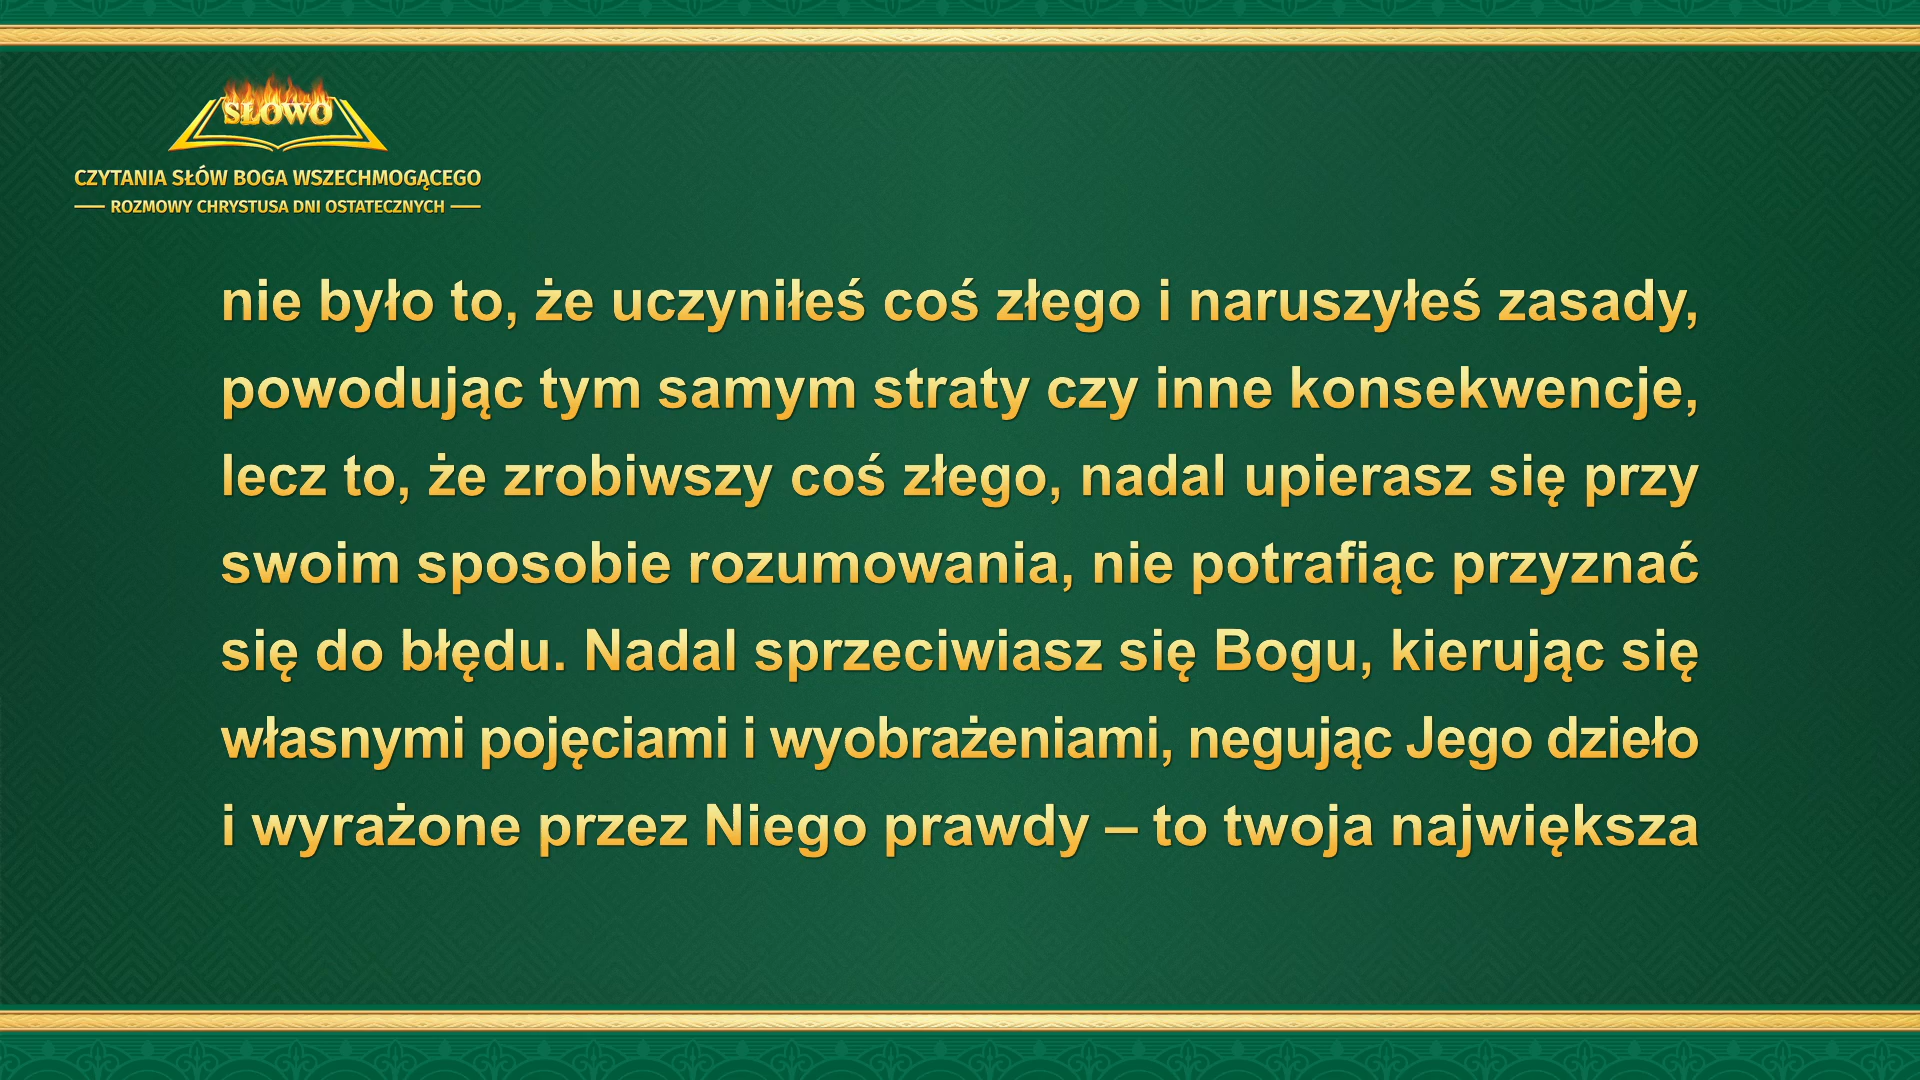 SŁOWO
CZYTANIA SŁÓW BOGA WSZECHMOGĄCEGO
ROZMOWY CHRYSTUSA DNI OSTATECZNYCH
nie było to, że uczyniłeś coś złego i naruszyłeś zasady,
powodując tym samym straty czy inne konsekwencje,
lecz to, że zrobiwszy coś złego, nadal upierasz się przy
swoim sposobie rozumowania, nie potrafiąc przyznać
się do błędu. Nadal sprzeciwiasz się Bogu, kierując się
własnymi pojęciami i wyobrażeniami, negując Jego dzieło
i wyrażone przez Niego prawdy – to twoja największa